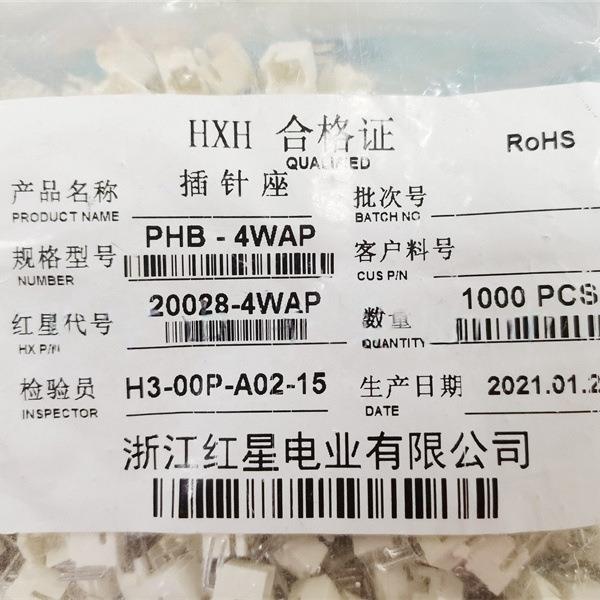 HXH 合格证 RoHS
QUALIFIED
产品名称 插针座 批次号
PRODUCT NAME BATCH NO
规格型号 PHB - 4WAP 客户料号
NUMBER CUS P/N
红星代号 20028-4WAP 数量 1000 PCS
HX P/N QUANTITY
检验员 H3-00P-A02-15 生产日期 2021.01.2
INSPECTOR DATE
浙江红星电业有限公司